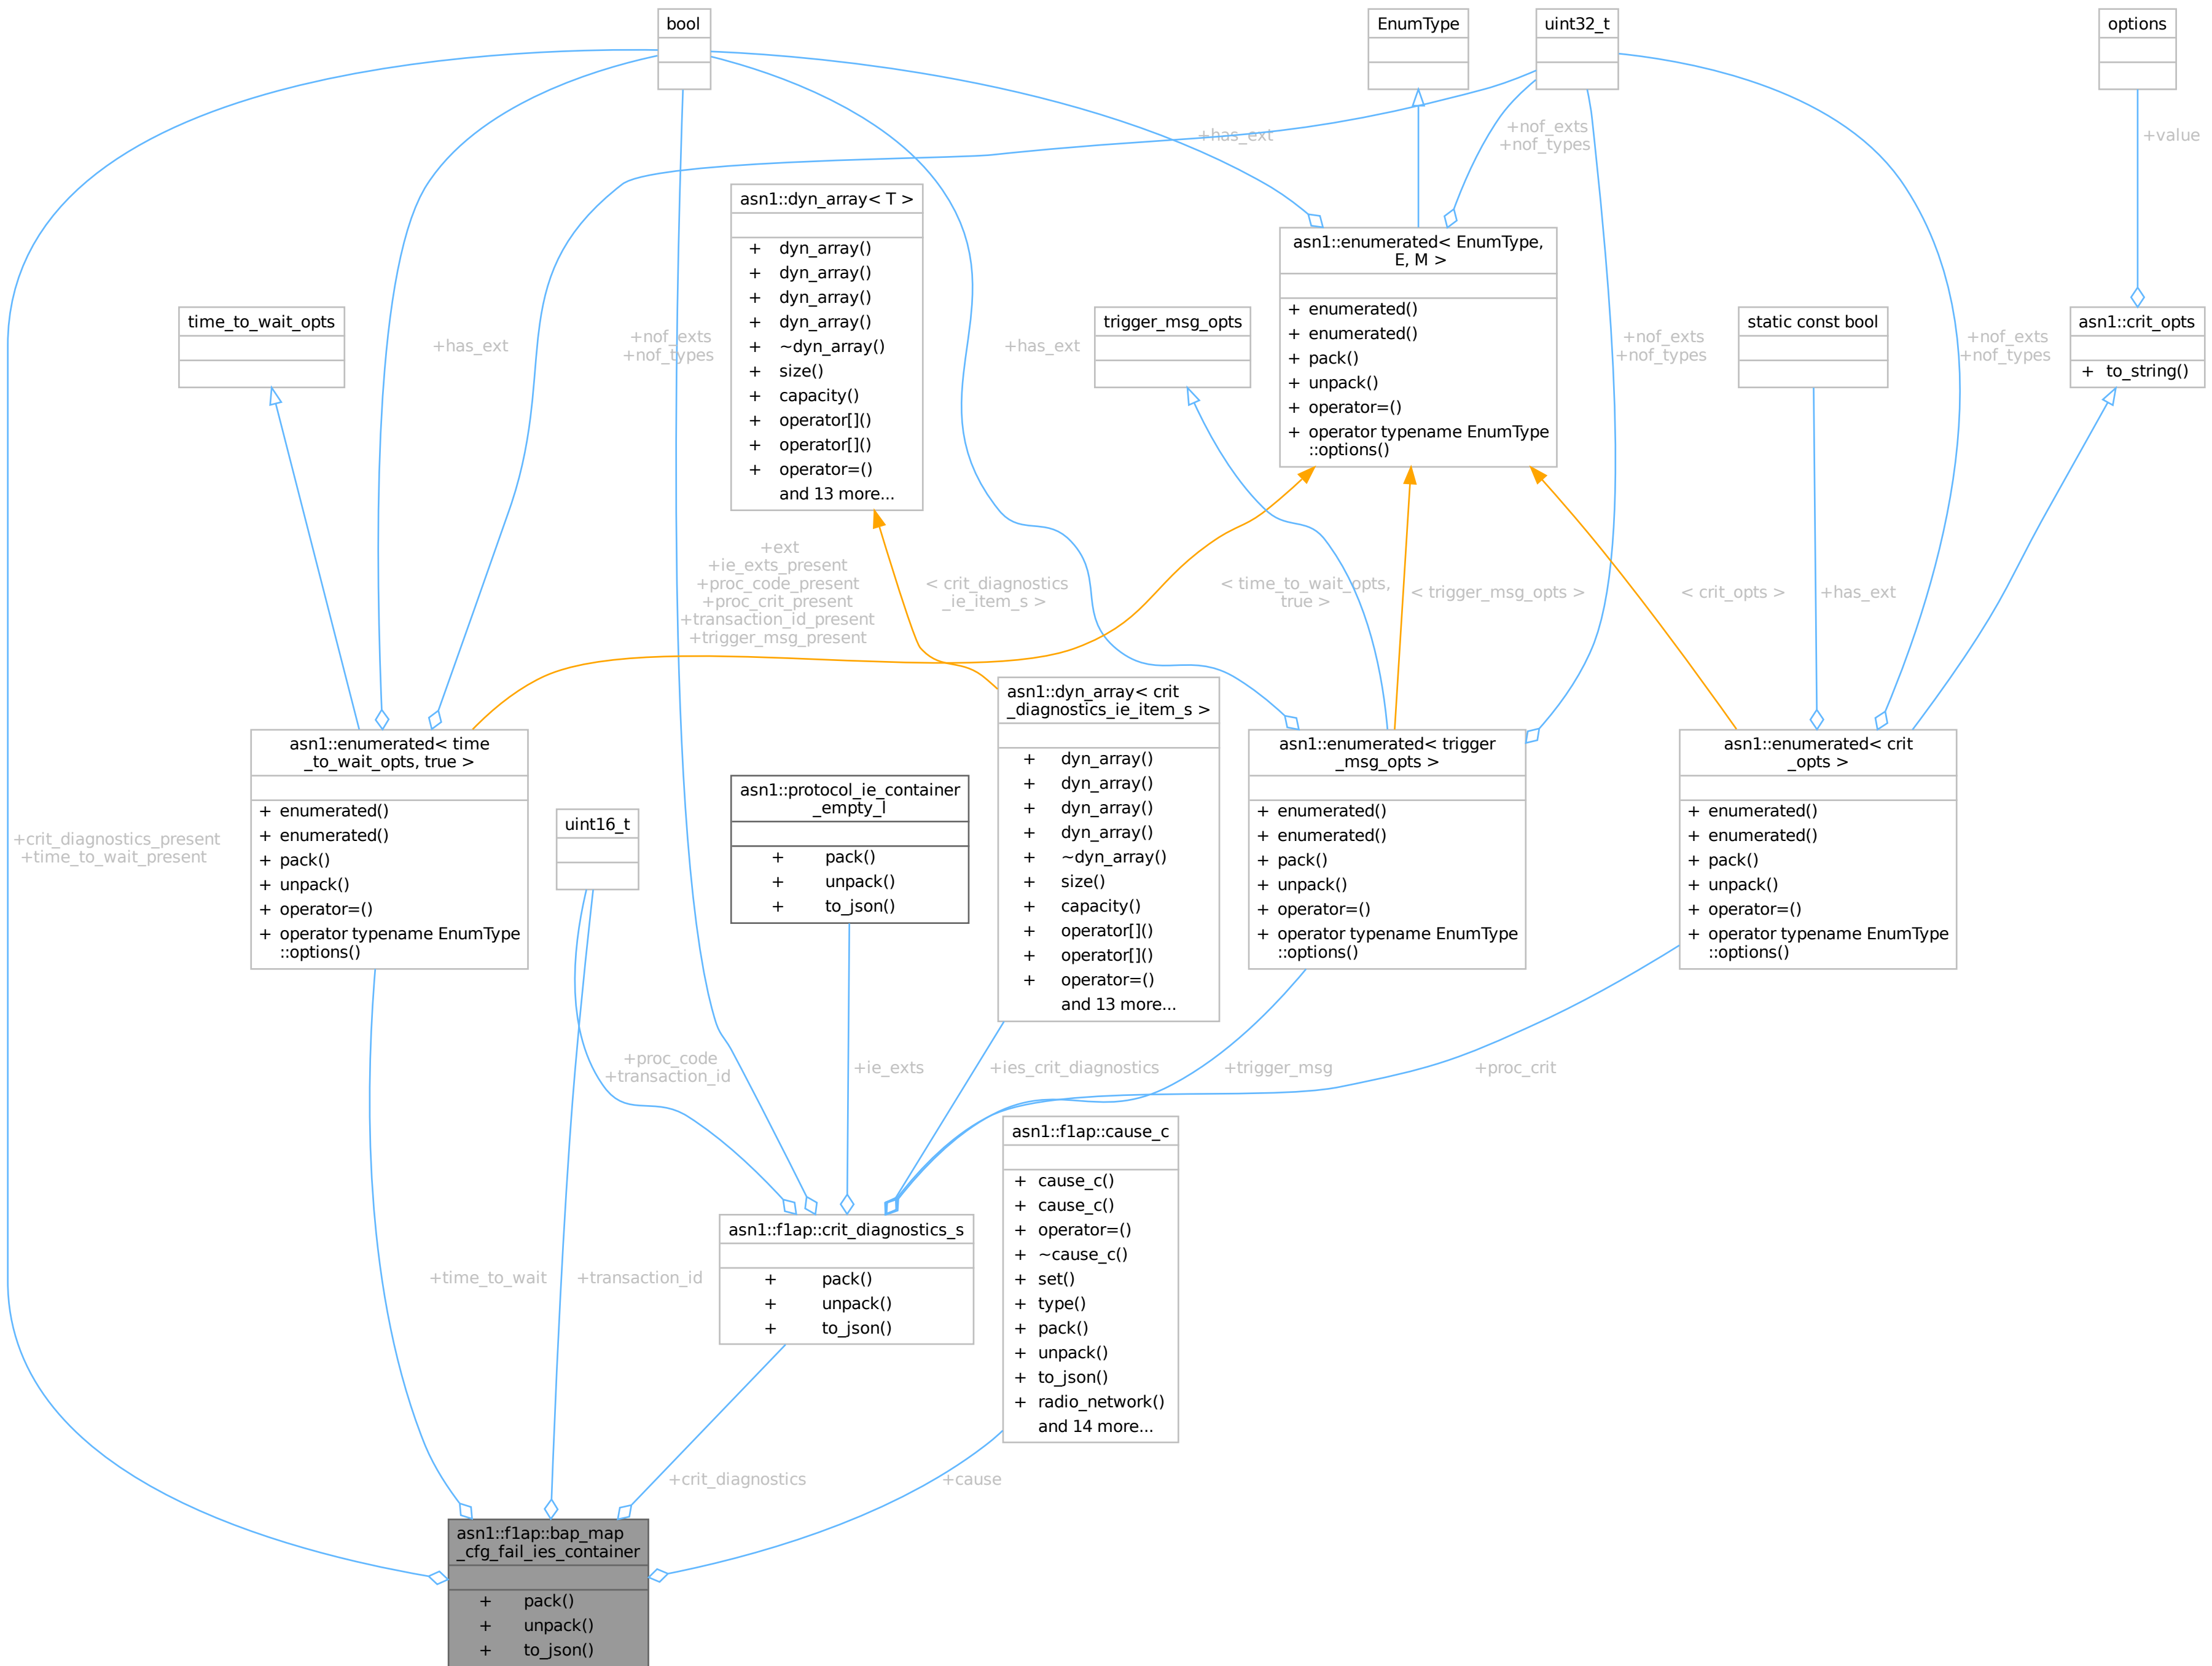 bool
EnumType
uint32_t
options
+has_ext
+nof_exts
+nof_types
+value
asn1::dyn_array< T >
+ dyn_array()
+ dyn_array()
+ dyn_array()
+ dyn_array()
+ ~dyn_array()
+ size()
+ capacity()
+ operator[]()
+ operator[]()
+ operator=()
and 13 more...
asn1::enumerated< EnumType,
E, M >
+ enumerated()
+ enumerated()
+ pack()
+ unpack()
+ operator=()
+ operator typename EnumType
::options()
time_to_wait_opts
trigger_msg_opts
static const bool
asn1::crit_opts
+ to_string()
+has_ext
+nof_exts
+nof_types
+has_ext
+nof_exts
+nof_types
+nof_exts
+nof_types
+ext
+ie_exts_present
+proc_code_present
+proc_crit_present
+transaction_id_present
+trigger_msg_present
< crit_diagnostics
_ie_item_s >
< time_to_wait_opts,
true >
< trigger_msg_opts >
< crit_opts >
+has_ext
asn1::enumerated< time
_to_wait_opts, true >
+ enumerated()
+ enumerated()
+ pack()
+ unpack()
+ operator=()
+ operator typename EnumType
::options()
uint16_t
asn1::protocol_ie_container
_empty_l
+ pack()
+ unpack()
+ to_json()
asn1::dyn_array< crit
_diagnostics_ie_item_s >
+ dyn_array()
+ dyn_array()
+ dyn_array()
+ dyn_array()
+ ~dyn_array()
+ size()
+ capacity()
+ operator[]()
+ operator[]()
+ operator=()
and 13 more...
asn1::enumerated< trigger
_msg_opts >
+ enumerated()
+ enumerated()
+ pack()
+ unpack()
+ operator=()
+ operator typename EnumType
::options()
asn1::enumerated< crit
_opts >
+ enumerated()
+ enumerated()
+ pack()
+ unpack()
+ operator=()
+ operator typename EnumType
::options()
+crit_diagnostics_present
+time_to_wait_present
+proc_code
+transaction_id
+ie_exts
+ies_crit_diagnostics
+trigger_msg
+proc_crit
asn1::f1ap::crit_diagnostics_s
+ pack()
+ unpack()
+ to_json()
asn1::f1ap::cause_c
+ cause_c()
+ cause_c()
+ operator=()
+ ~cause_c()
+ set()
+ type()
+ pack()
+ unpack()
+ to_json()
+ radio_network()
and 14 more...
+time_to_wait
+transaction_id
+crit_diagnostics
+cause
asn1::f1ap::bap_map
_cfg_fail_ies_container
+ pack()
+ unpack()
+ to_json()